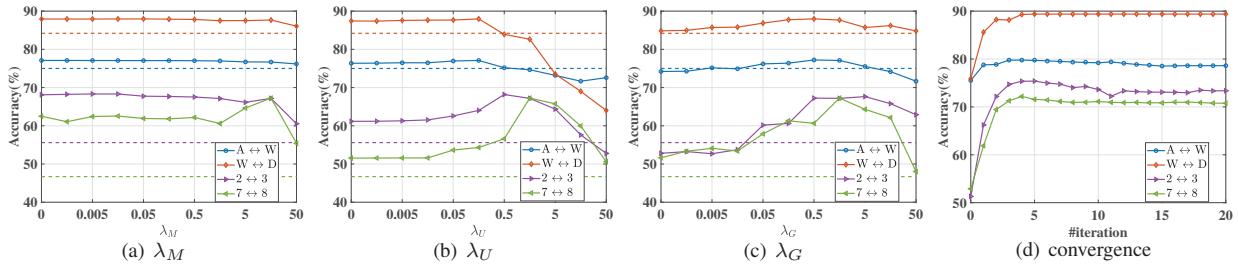 90
80
70
60
50
40
Accuracy(%)
0 0.005 0.05 0.5 5 50
λM
A ↔ W
W ↔ D
2 ↔ 3
7 ↔ 8
(a) λM
90
80
70
60
50
40
Accuracy(%)
0 0.005 0.05 0.5 5 50
λU
A ↔ W
W ↔ D
2 ↔ 3
7 ↔ 8
(b) λU
90
80
70
60
50
40
Accuracy(%)
0 0.005 0.05 0.5 5 50
λG
A ↔ W
W ↔ D
2 ↔ 3
7 ↔ 8
(c) λG
90
80
70
60
50
Accuracy(%)
0 5 10 15 20
#iteration
A ↔ W
W ↔ D
2 ↔ 3
7 ↔ 8
(d) convergence